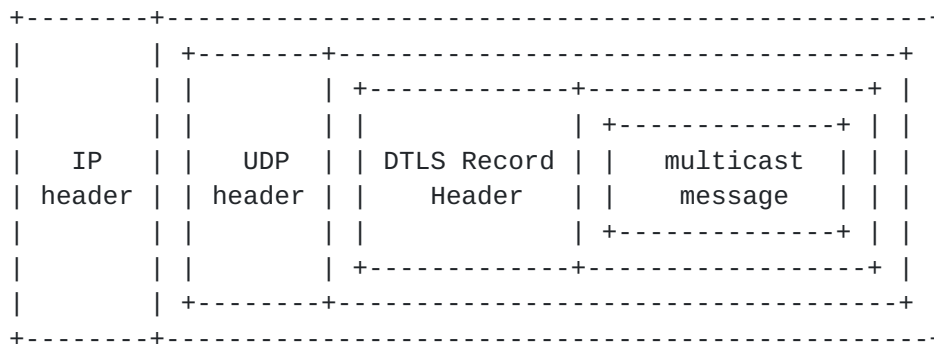 +--------+---------------------------------------------------
|        | +--------+------------------------------------+
|        | |        | +-------------+------------------+ |
|        | |        | |             | +--------------+ | |
|   IP   | |   UDP  | | DTLS Record | |   multicast  | | |
| header | | header | |    Header   | |    message   | | |
|        | |        | |             | +--------------+ | |
|        | |        | +-------------+------------------+ |
|        | +--------+------------------------------------+
+--------+---------------------------------------------------